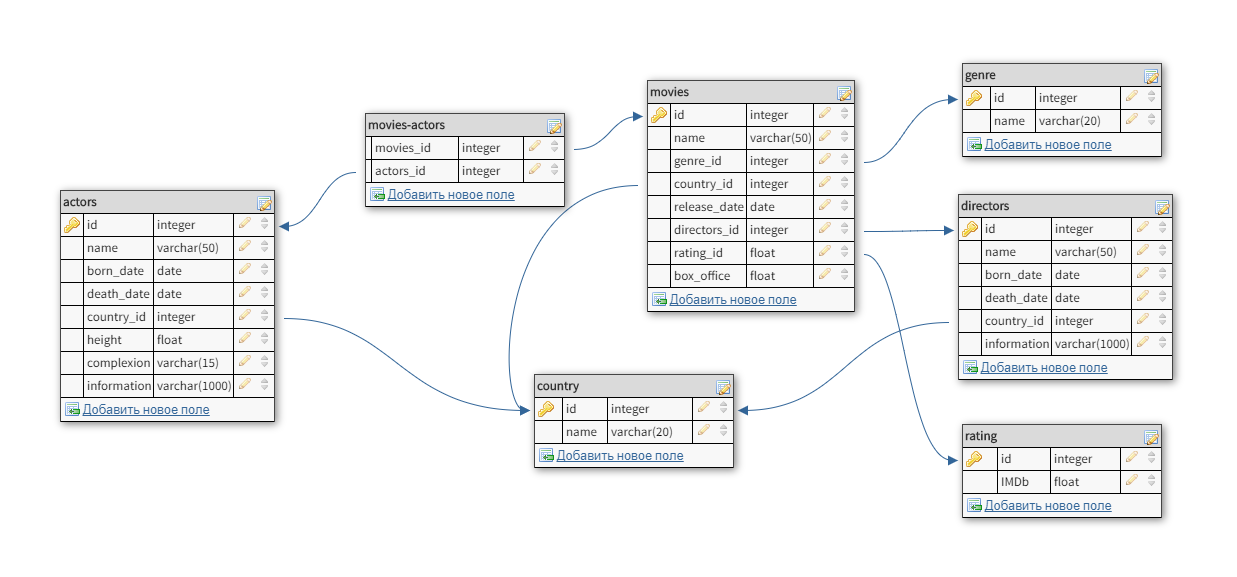 actors
id integer
name varchar(50)
born_date date
death_date date
country_id integer
height float
complexion varchar(15)
information varchar(1000)
Добавить новое поле
movies-actors
movies_id integer
actors_id integer
Добавить новое поле
movies
id integer
name varchar(50)
genre_id integer
country_id integer
release_date date
directors_id integer
rating_id float
box_office float
Добавить новое поле
country
id integer
name varchar(20)
Добавить новое поле
genre
id integer
name varchar(20)
Добавить новое поле
directors
id integer
name varchar(50)
born_date date
death_date date
country_id integer
information varchar(1000)
Добавить новое поле
rating
id integer
IMDb float
Добавить новое поле